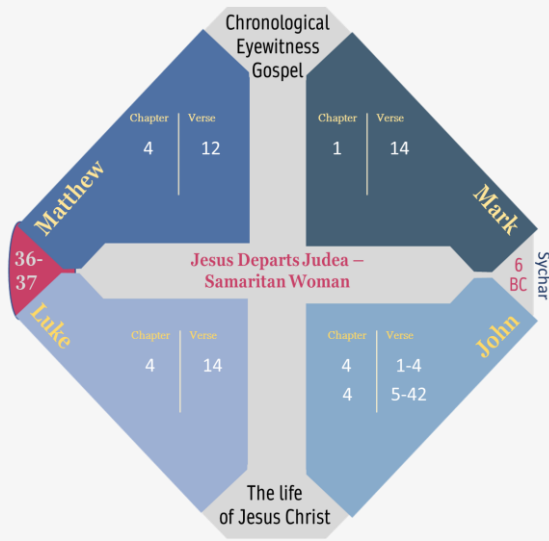 Chronological
Eyewitness
Gospel
Matthew
Chapter Verse
4 12
Mark
Chapter Verse
1 14
36-
37
Jesus Departs Judea –
Samaritan Woman
6
BC
Sychar
Luke
Chapter Verse
4 14
John
Chapter Verse
4 1-4
4 5-42
The life
of Jesus Christ